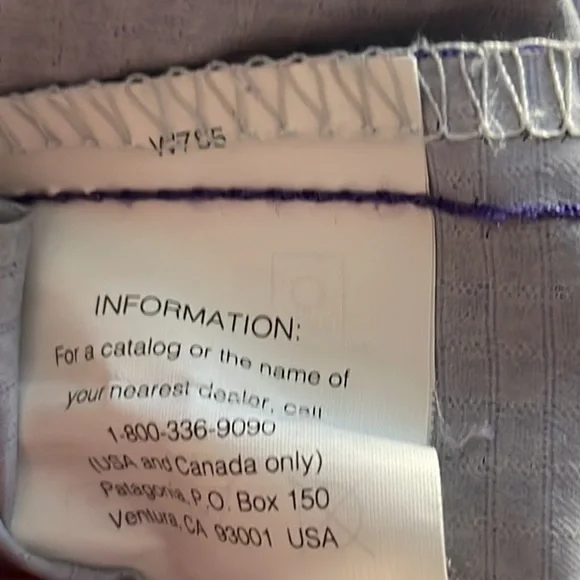 INFORMATION:
For a catalog or the name of
your nearest dealer, call
1-800-336-9090
(USA and Canada only)
Patagonia, P.O. Box 150
Ventura, CA 93001 USA